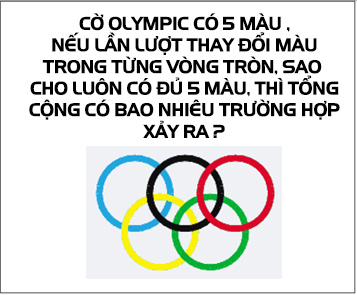 CỜ OLYMPIC CÓ 5 MÀU ,
NẾU LẦN LƯỢT THAY ĐỔI MÀU
TRONG TỪNG VÒNG TRÒN, SAO
CHO LUÔN CÓ ĐỦ 5 MÀU, THÌ TỔNG
CỘNG CÓ BAO NHIÊU TRƯỜNG HỢP
XẢY RA ?